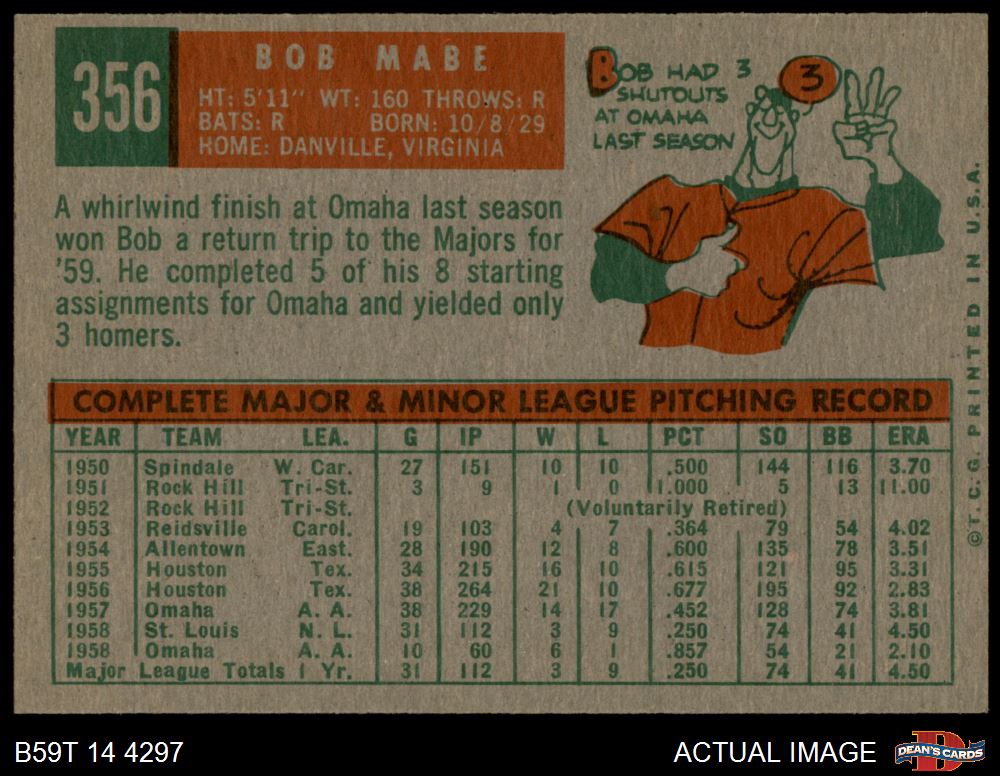 356
BOB MABE
HT: 5'11" WT: 160 THROWS: R
BATS: R BORN: 10/8/29
HOME: DANVILLE, VIRGINIA
A whirlwind finish at Omaha last season
won Bob a return trip to the Majors for
'59. He completed 5 of his 8 starting
assignments for Omaha and yielded only
3 homers.
BOB HAD 3
SHUTOUTS
AT OMAHA
LAST SEASON
3
COMPLETE MAJOR & MINOR LEAGUE PITCHING RECORD
YEAR TEAM LEA. G IP W L PCT SO BB ERA
1950 Spindale W. Car. 27 151 10 10 .500 144 116 3.70
1951 Rock Hill Tri-St. 3 9 1 0 1.000 5 13 11.00
1952 Rock Hill Tri-St. (Voluntarily Retired)
1953 Reidsville Carol. 19 103 4 7 .364 79 54 4.02
1954 Allentown East. 28 190 12 8 .600 135 78 3.51
1955 Houston Tex. 34 215 16 10 .615 121 95 3.31
1956 Houston Tex. 38 264 21 10 .677 195 92 2.83
1957 Omaha A. A. 38 229 14 17 .452 128 74 3.81
1958 St. Louis N. L. 31 112 3 9 .250 74 41 4.50
1958 Omaha A. A. 10 60 6 1 .857 54 21 2.10
Major League Totals 1 Yr. 31 112 3 9 .250 74 41 4.50
©T. C. G. PRINTED IN U.S.A.
B59T 14 4297
ACTUAL IMAGE
D
DEAN'S CARDS